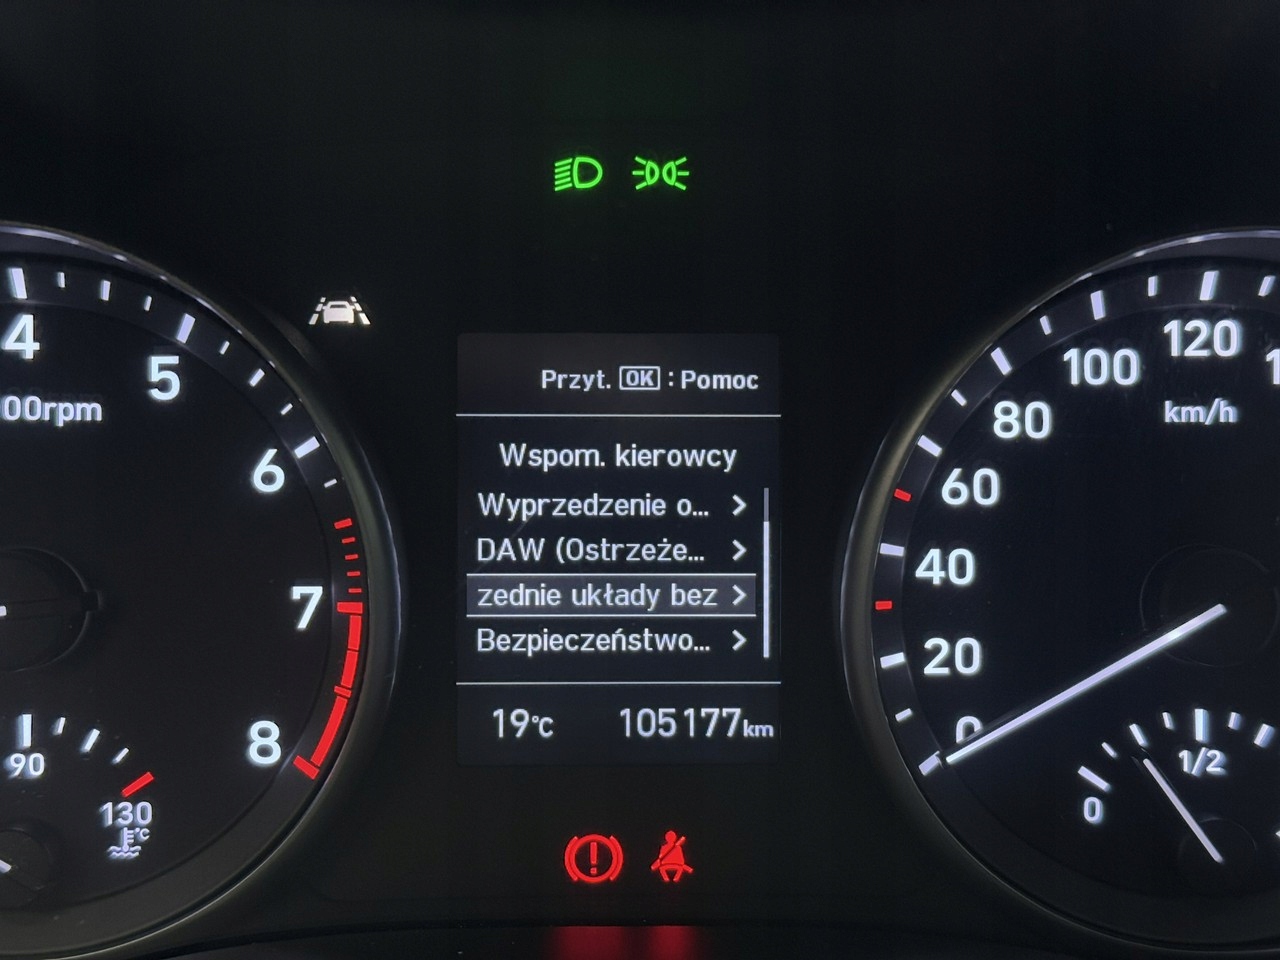 4
5
6
7
8
00rpm
90
130
°C
Przyt. OK : Pomoc
Wspom. kierowcy
Wyprzedzenie o... >
DAW (Ostrzeże... >
zednie układy bez >
Bezpieczeństwo... >
19°C 105177km
120
100
80
60
40
20
0
km/h
1/2
0